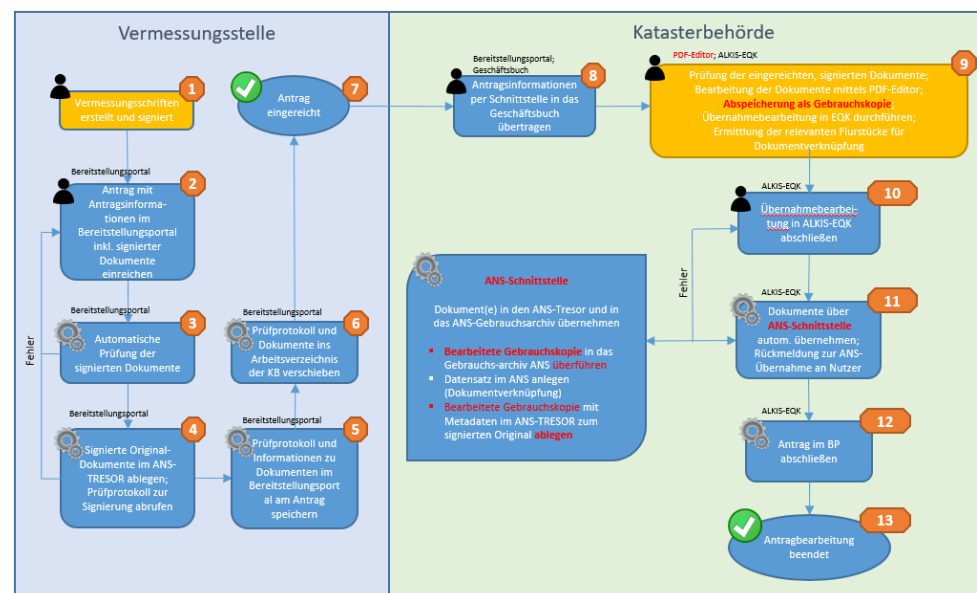 Vermessungsstelle
1
Vermessungsschriften
erstellt und signiert
Bereitstellungsportal
2
Antrag mit
Antragsinforma-
tionen im
Bereitstellungsportal
inkl. signierter
Dokumente
einreichen
Bereitstellungsportal
3
Automatische
Prüfung der
signierten Dokumente
Fehler
Bereitstellungsportal
4
Signierte Original-
Dokumente im ANS-
TRESOR ablegen;
Prüfprotokoll zur
Signierung abrufen
Bereitstellungsportal
5
Prüfprotokoll und
Informationen zu
Dokumenten im
Bereitstellungsport
al am Antrag
speichern
Bereitstellungsportal
6
Prüfprotokoll und
Dokumente ins
Arbeitsverzeichnis
der KB verschieben
7
Antrag
eingereicht
Katasterbehörde
Bereitstellungsportal;
Geschäftsbuch
8
Antragsinformationen
per Schnittstelle in das
Geschäftsbuch
übertragen
PDF-Editor; ALKIS-EQK
9
Prüfung der eingereichten, signierten Dokumente;
Bearbeitung der Dokumente mittels PDF-Editor;
Abspeicherung als Gebrauchskopie
Übernahmebearbeitung in EQK durchführen;
Ermittlung der relevanten Flurstücke für
Dokumentverknüpfung
ALKIS-EQK
10
Übernahmebearbei-
tung in ALKIS-EQK
abschließen
Fehler
ALKIS-EQK
11
Dokumente über
ANS-Schnittstelle
autom. übernehmen;
Rückmeldung zur ANS-
Übernahme an Nutzer
ANS-Schnittstelle
Dokument(e) in den ANS-Tresor und in
das ANS-Gebrauchsarchiv übernehmen
▪ Bearbeitete Gebrauchskopie in das
Gebrauchs-archiv ANS überführen
▪ Datensatz im ANS anlegen
(Dokumentverknüpfung)
▪ Bearbeitete Gebrauchskopie mit
Metadaten im ANS-TRESOR zum
signierten Original ablegen
ALKIS-EQK
12
Antrag im BP
abschließen
13
Antragbearbeitung
beendet